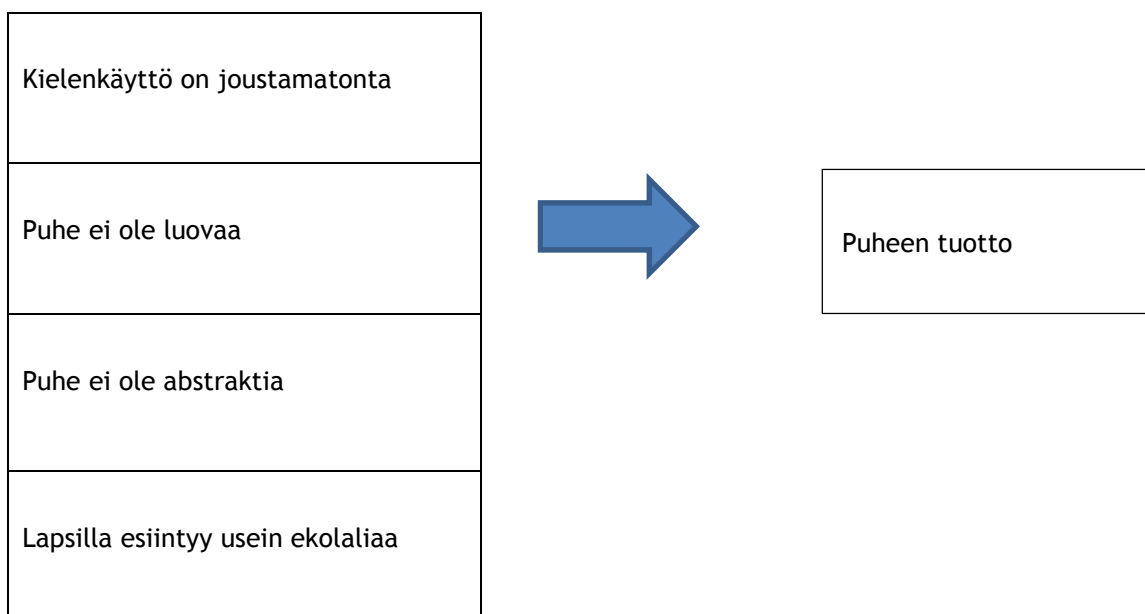 Kielenkäyttö on joustamatonta
Puhe ei ole luovaa
Puheen tuotto
Puhe ei ole abstraktia
Lapsilla esiintyy usein ekolaliaa